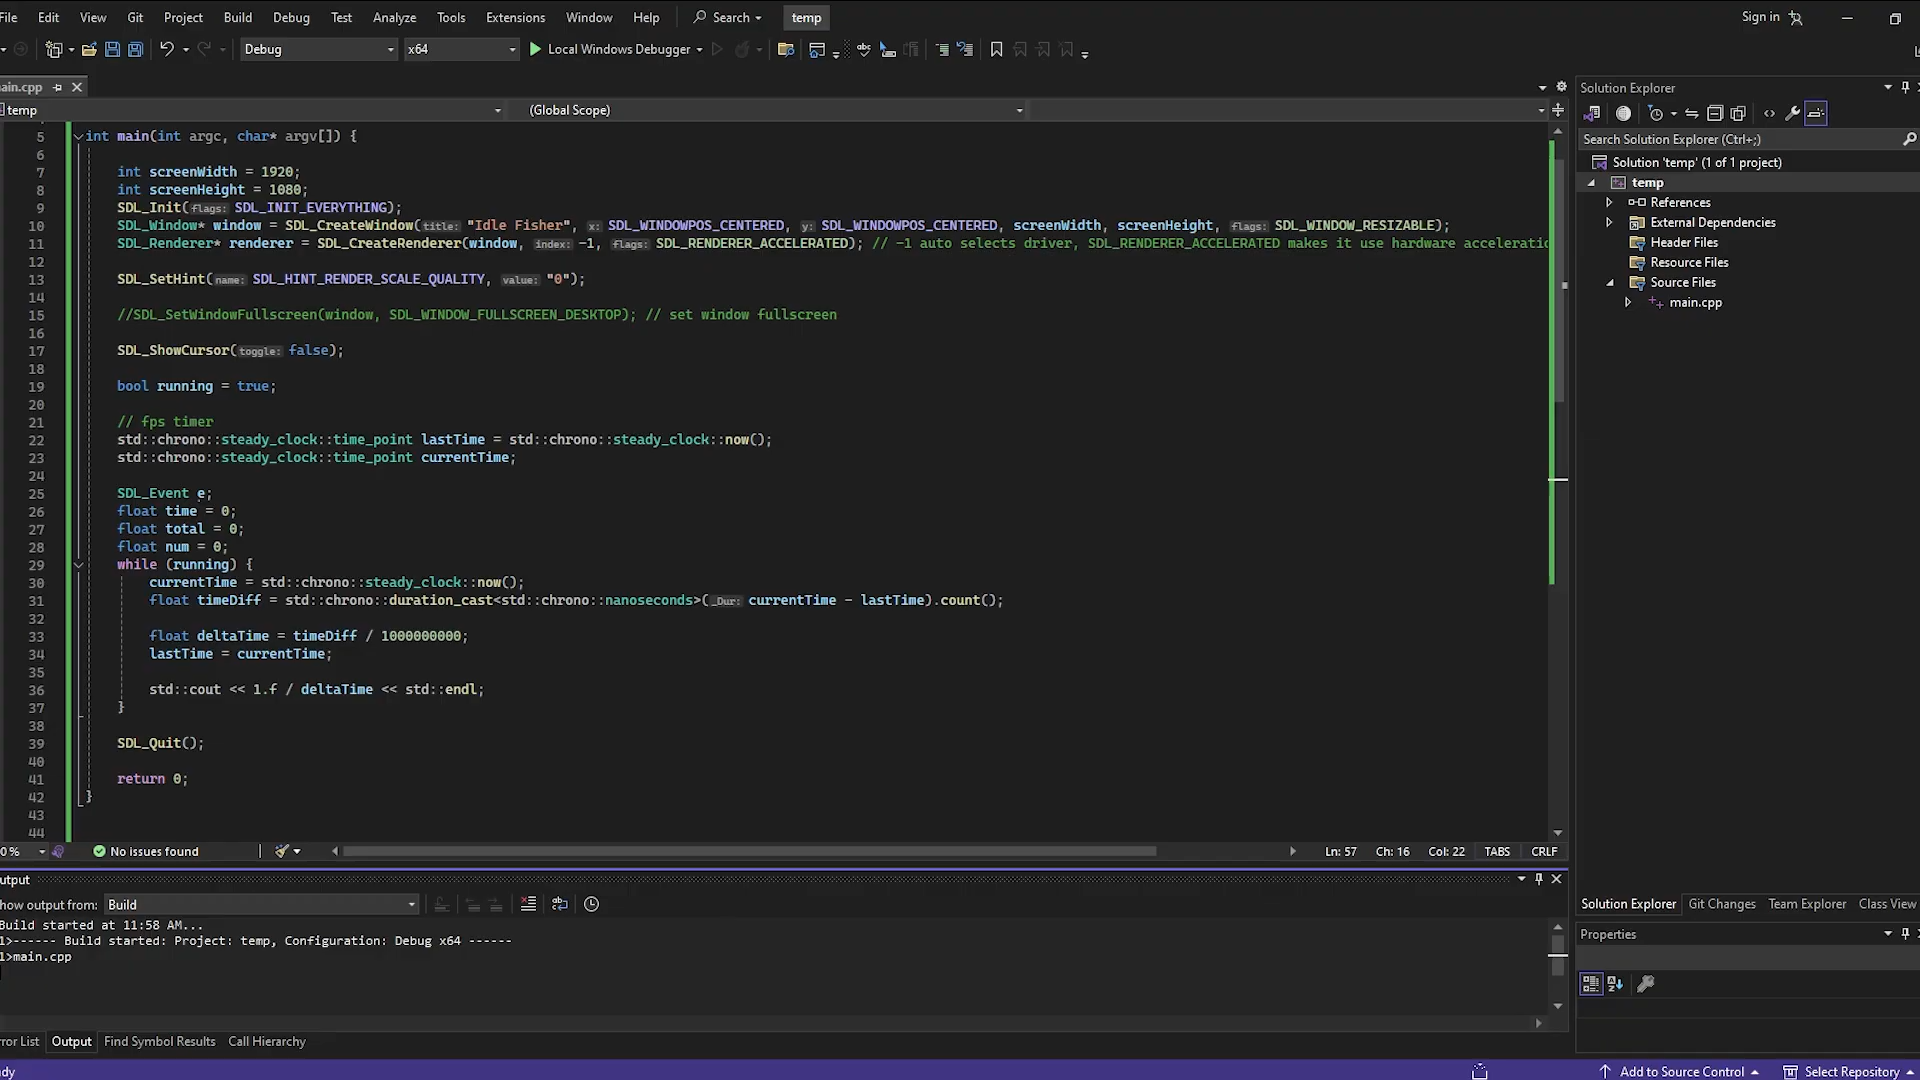 File Edit View Git Project Build Debug Test Analyze Tools Extensions Window Help Search temp Sign in
Debug x64 Local Windows Debugger
ain.cpp
temp (Global Scope)
5 int main(int argc, char* argv[]) {
6
7 int screenWidth = 1920;
8 int screenHeight = 1080;
9 SDL_Init(flags: SDL_INIT_EVERYTHING);
10 SDL_Window* window = SDL_CreateWindow(title: "Idle Fisher", x: SDL_WINDOWPOS_CENTERED, y: SDL_WINDOWPOS_CENTERED, screenWidth, screenHeight, flags: SDL_WINDOW_RESIZABLE);
11 SDL_Renderer* renderer = SDL_CreateRenderer(window, index: -1, flags: SDL_RENDERER_ACCELERATED); // -1 auto selects driver, SDL_RENDERER_ACCELERATED makes it use hardware acceleratio
12
13 SDL_SetHint(name: SDL_HINT_RENDER_SCALE_QUALITY, value: "0");
14
15 //SDL_SetWindowFullscreen(window, SDL_WINDOW_FULLSCREEN_DESKTOP); // set window fullscreen
16
17 SDL_ShowCursor(toggle: false);
18
19 bool running = true;
20
21 // fps timer
22 std::chrono::steady_clock::time_point lastTime = std::chrono::steady_clock::now();
23 std::chrono::steady_clock::time_point currentTime;
24
25 SDL_Event e;
26 float time = 0;
27 float total = 0;
28 float num = 0;
29 while (running) {
30 currentTime = std::chrono::steady_clock::now();
31 float timeDiff = std::chrono::duration_cast<std::chrono::nanoseconds>(_Dur: currentTime - lastTime).count();
32
33 float deltaTime = timeDiff / 1000000000;
34 lastTime = currentTime;
35
36 std::cout << 1.f / deltaTime << std::endl;
37 }
38
39 SDL_Quit();
40
41 return 0;
42 }
43
44
0 % No issues found Ln: 57 Ch: 16 Col: 22 TABS CRLF
utput
how output from: Build
Build started at 11:58 AM...
1>------ Build started: Project: temp, Configuration: Debug x64 ------
1>main.cpp
ror List Output Find Symbol Results Call Hierarchy
Solution Explorer
Search Solution Explorer (Ctrl+;)
Solution 'temp' (1 of 1 project)
temp
References
External Dependencies
Header Files
Resource Files
Source Files
main.cpp
Solution Explorer Git Changes Team Explorer Class View
Properties
dy Add to Source Control Select Repository